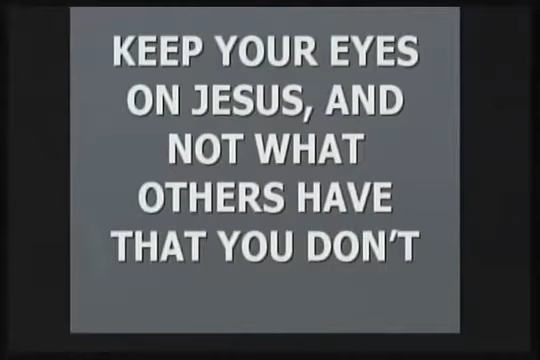 KEEP YOUR EYES
ON JESUS, AND
NOT WHAT
OTHERS HAVE
THAT YOU DON'T